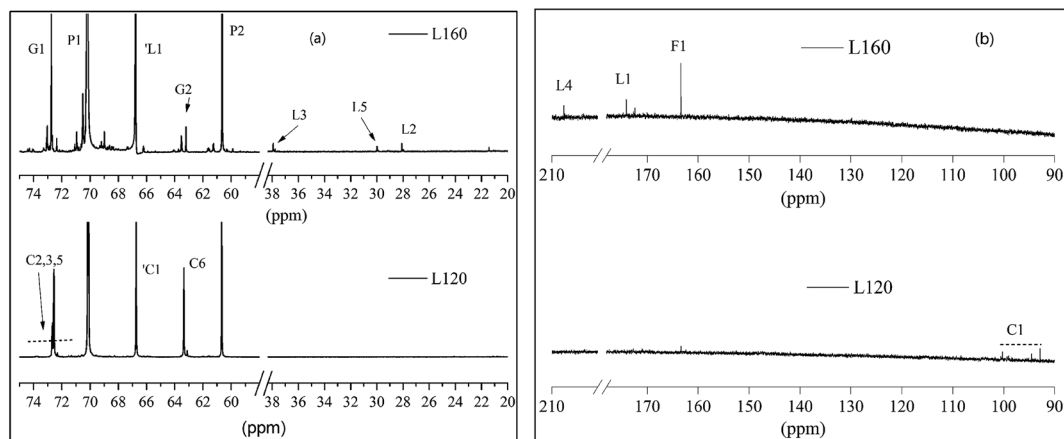 P2
(a)
L160
G1
P1
'L1
G2
L3
L5
L2
74 72 70 68 66 64 62 60 38 36 34 32 30 28 26 24 22 20
(ppm)
C2,3,5
'C1
C6
L120
74 72 70 68 66 64 62 60 38 36 34 32 30 28 26 24 22 20
(ppm)
L160
(b)
F1
L4
L1
210 170 160 150 140 130 120 110 100 90
(ppm)
L120
C1
210 170 160 150 140 130 120 110 100 90
(ppm)